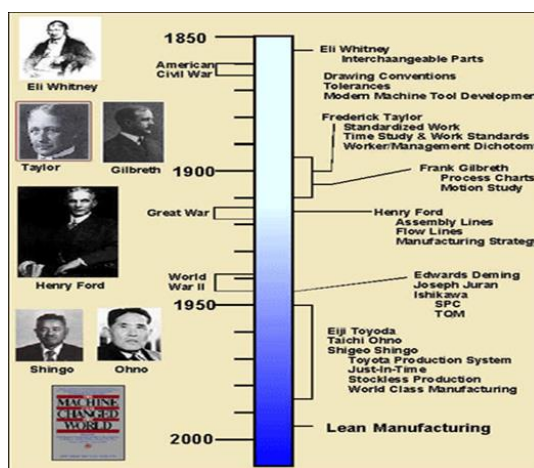 1850
Eli Whitney
Interchaangeable Parts
American
Civil War
Eli Whitney
Drawing Conventions
Tolerances
Modern Machine Tool Development
Frederick Taylor
Standardized Work
Time Study & Work Standards
Worker/Management Dichotomy
Taylor
Gilbreth
1900
Frank Gilbreth
Process Charts
Motion Study
Great War
Henry Ford
Assembly Lines
Flow Lines
Manufacturing Strategy
Henry Ford
World
War II
Edwards Deming
Joseph Juran
Ishikawa
SPC
TQM
1950
Eiji Toyoda
Taichi Ohno
Shigeo Shingo
Toyota Production System
Just-In-Time
Stockless Production
World Class Manufacturing
Shingo
Ohno
MACHINE
CHANGED
WORLD
Lean Manufacturing
2000